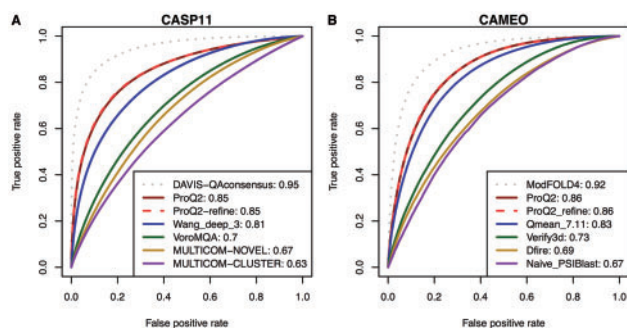 A
CASP11
True positive rate
1.0
0.8
0.6
0.4
0.2
0.0
DAVIS-QAconsensus: 0.95
ProQ2: 0.85
ProQ2-refine: 0.85
Wang_deep_3: 0.81
VoroMQA: 0.7
MULTICOM-NOVEL: 0.67
MULTICOM-CLUSTER: 0.63
0.0 0.2 0.4 0.6 0.8 1.0
False positive rate
B
CAMEO
True positive rate
1.0
0.8
0.6
0.4
0.2
0.0
ModFOLD4: 0.92
ProQ2: 0.86
ProQ2_refine: 0.86
Qmean_7.11: 0.83
Verify3d: 0.73
Dfire: 0.69
Naive_PSIBlast: 0.67
0.0 0.2 0.4 0.6 0.8 1.0
False positive rate